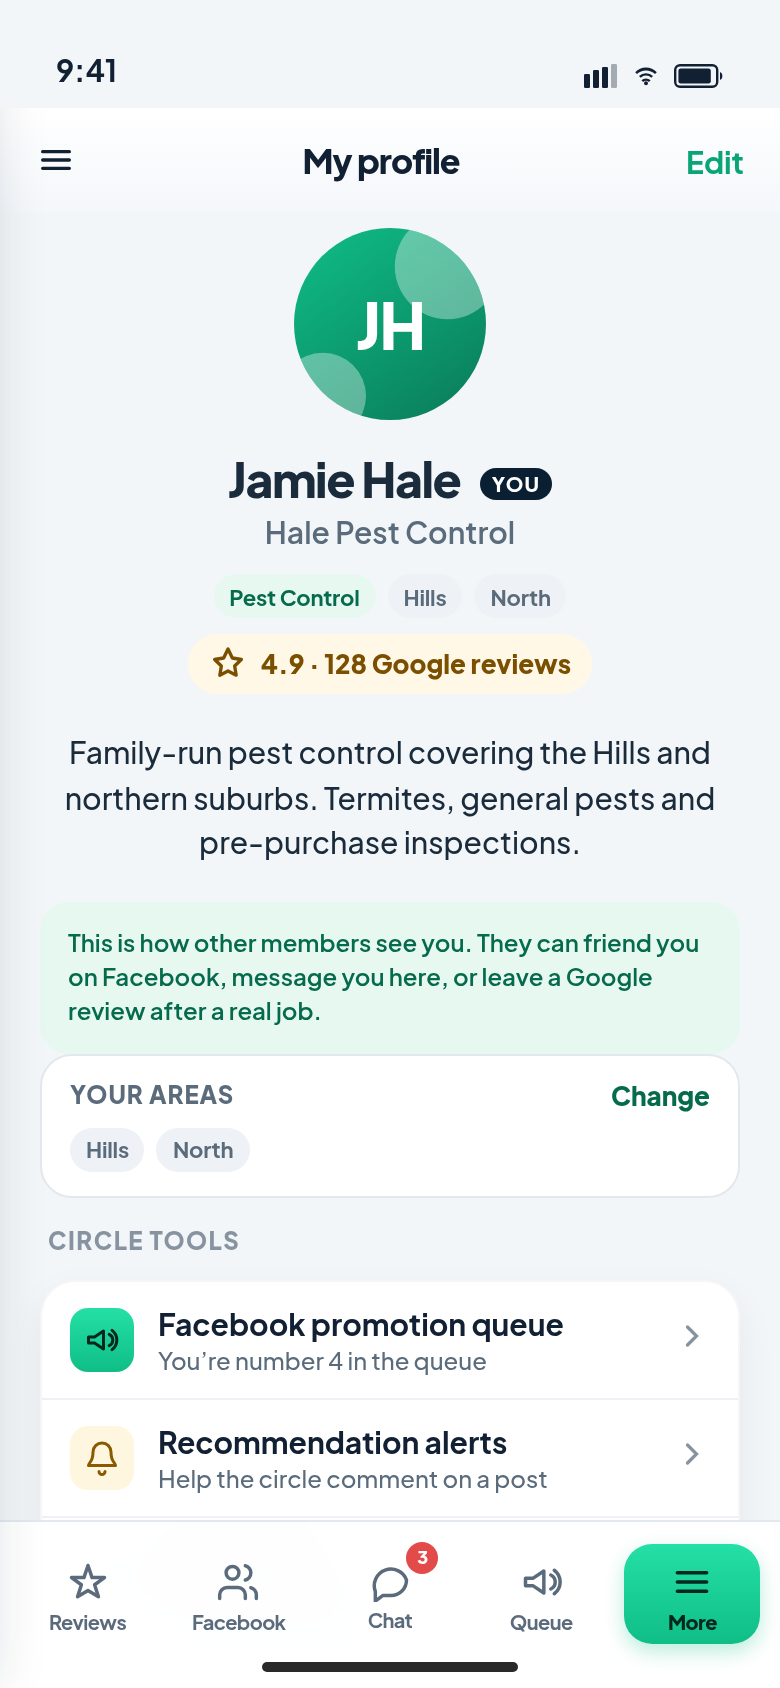 9:41
My profile
Edit
JH
Jamie Hale YOU
Hale Pest Control
Pest Control Hills North
4.9 · 128 Google reviews
Family-run pest control covering the Hills and
northern suburbs. Termites, general pests and
pre-purchase inspections.
This is how other members see you. They can friend you
on Facebook, message you here, or leave a Google
review after a real job.
YOUR AREAS
Change
Hills North
CIRCLE TOOLS
Facebook promotion queue
You’re number 4 in the queue
Recommendation alerts
Help the circle comment on a post
3
Reviews Facebook Chat Queue More